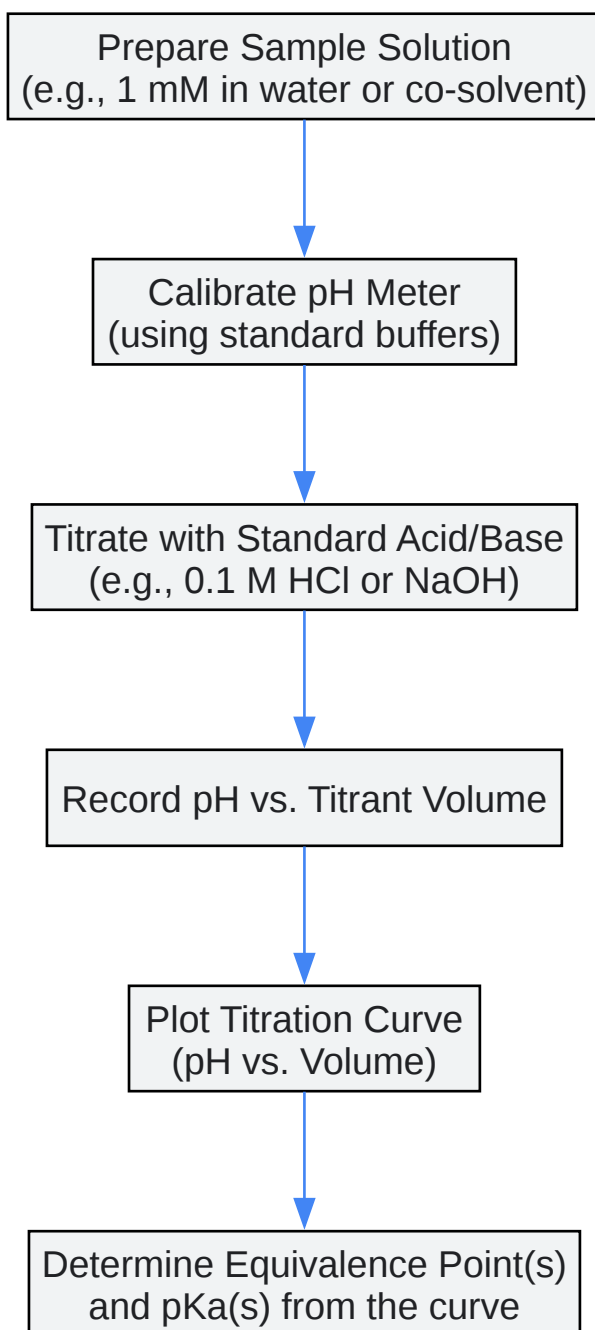 Prepare Sample Solution
(e.g., 1 mM in water or co-solvent)
Calibrate pH Meter
(using standard buffers)
Titrate with Standard Acid/Base
(e.g., 0.1 M HCl or NaOH)
Record pH vs. Titrant Volume
Plot Titration Curve
(pH vs. Volume)
Determine Equivalence Point(s)
and pKa(s) from the curve